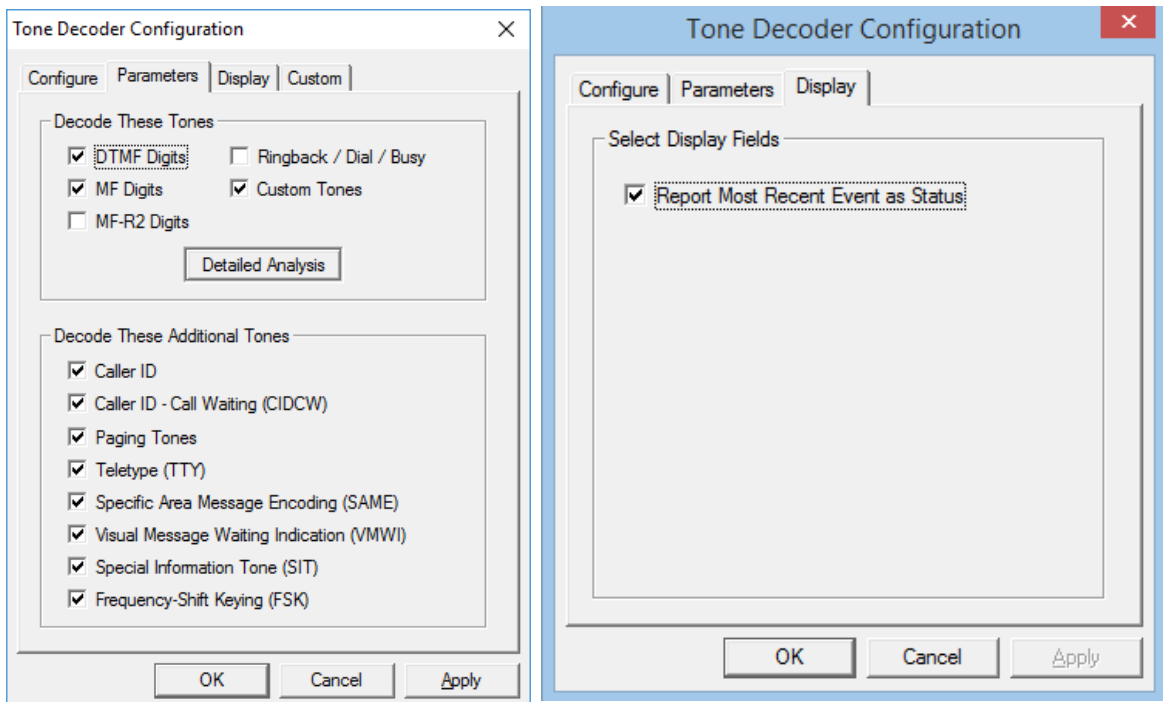 Tone Decoder Configuration
Configure Parameters Display Custom
Decode These Tones
DTMF Digits Ringback / Dial / Busy
MF Digits Custom Tones
MF-R2 Digits
Detailed Analysis
Decode These Additional Tones
Caller ID
Caller ID - Call Waiting (CIDCW)
Paging Tones
Teletype (TTY)
Specific Area Message Encoding (SAME)
Visual Message Waiting Indication (VMWI)
Special Information Tone (SIT)
Frequency-Shift Keying (FSK)
OK Cancel Apply
Tone Decoder Configuration
Configure Parameters Display
Select Display Fields
Report Most Recent Event as Status
OK Cancel Apply